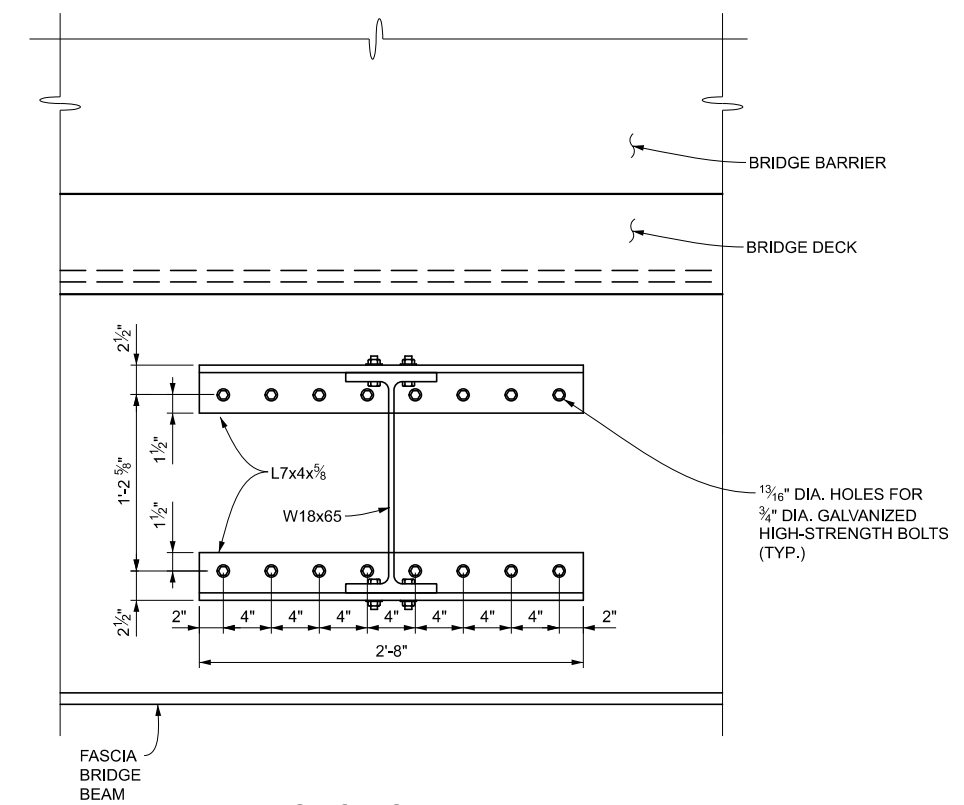 BRIDGE BARRIER
BRIDGE DECK
2½"
1½"
1'-2 ⅝"
L7x4x⅝
W18x65
1½"
2½"
¹³⁄₁₆" DIA. HOLES FOR
¾" DIA. GALVANIZED
HIGH-STRENGTH BOLTS
(TYP.)
2" 4" 4" 4" 4" 4" 4" 4" 2"
2'-8"
FASCIA
BRIDGE
BEAM